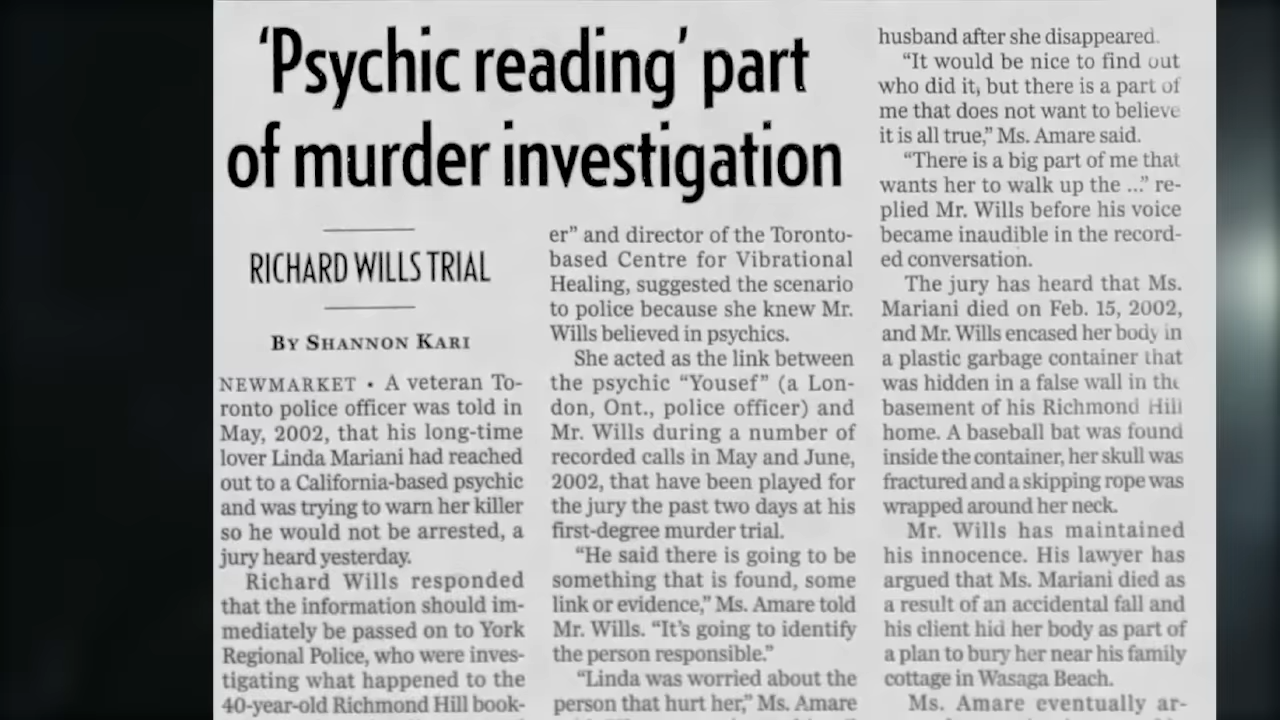 ‘Psychic reading’ part
of murder investigation
RICHARD WILLS TRIAL
BY SHANNON KARI
NEWMARKET • A veteran To-
ronto police officer was told in
May, 2002, that his long-time
lover Linda Mariani had reached
out to a California-based psychic
and was trying to warn her killer
so he would not be arrested, a
jury heard yesterday.
Richard Wills responded
that the information should im-
mediately be passed on to York
Regional Police, who were inves-
tigating what happened to the
40-year-old Richmond Hill book-
er” and director of the Toronto-
based Centre for Vibrational
Healing, suggested the scenario
to police because she knew Mr.
Wills believed in psychics.
She acted as the link between
the psychic “Yousef” (a Lon-
don, Ont., police officer) and
Mr. Wills during a number of
recorded calls in May and June,
2002, that have been played for
the jury the past two days at his
first-degree murder trial.
“He said there is going to be
something that is found, some
link or evidence,” Ms. Amare told
Mr. Wills. “It’s going to identify
the person responsible.”
“Linda was worried about the
person that hurt her,” Ms. Amare
husband after she disappeared.
“It would be nice to find out
who did it, but there is a part of
me that does not want to believe
it is all true,” Ms. Amare said.
“There is a big part of me that
wants her to walk up the ...” re-
plied Mr. Wills before his voice
became inaudible in the record-
ed conversation.
The jury has heard that Ms.
Mariani died on Feb. 15, 2002,
and Mr. Wills encased her body in
a plastic garbage container that
was hidden in a false wall in the
basement of his Richmond Hill
home. A baseball bat was found
inside the container, her skull was
fractured and a skipping rope was
wrapped around her neck.
Mr. Wills has maintained
his innocence. His lawyer has
argued that Ms. Mariani died as
a result of an accidental fall and
his client hid her body as part of
a plan to bury her near his family
cottage in Wasaga Beach.
Ms. Amare eventually ar-